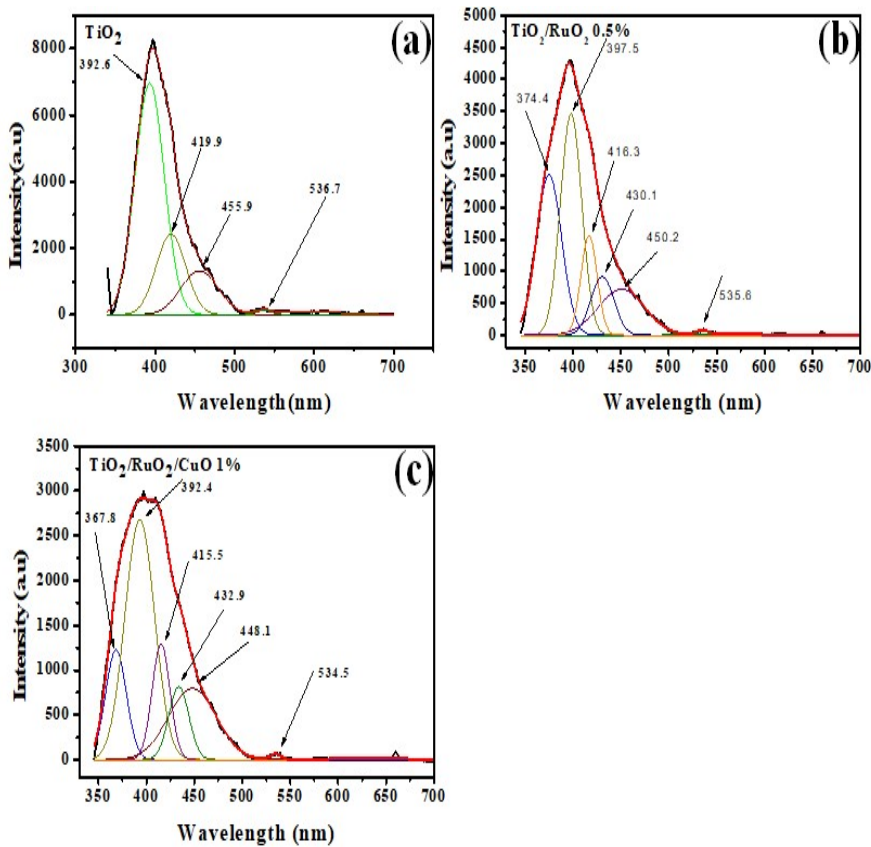 TiO2
(a)
392.6
419.9
455.9
536.7
8000
6000
4000
2000
0
Intensity(a.u)
300 400 500 600 700
Wavelength(nm)
TiO2/RuO2 0.5%
(b)
397.5
374.4
416.3
430.1
450.2
535.6
5000
4500
4000
3500
3000
2500
2000
1500
1000
500
0
Intensity (a.u)
350 400 450 500 550 600 650 700
Wavelength (nm)
TiO2/RuO2/CuO 1%
(c)
392.4
367.8
415.5
432.9
448.1
534.5
3500
3000
2500
2000
1500
1000
500
0
Intensity (a.u)
350 400 450 500 550 600 650 700
Wavelength (nm)